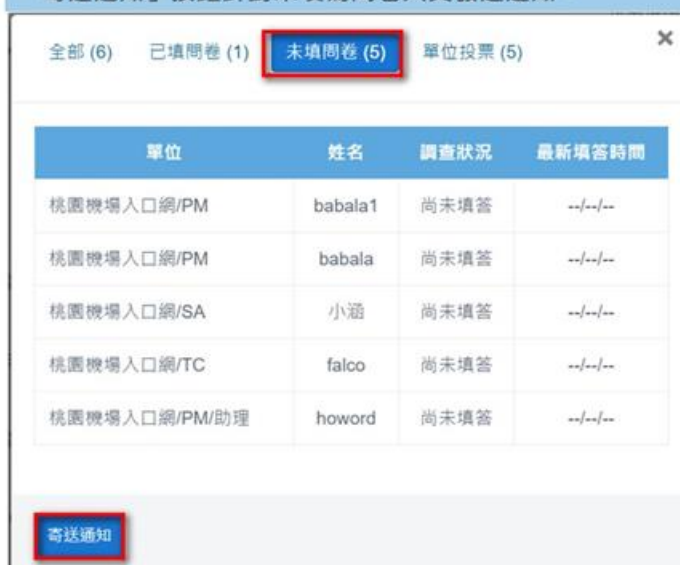 全部 (6) 已填問卷 (1) 未填問卷 (5) 單位投票 (5) ×
單位 姓名 調查狀況 最新填答時間
桃園機場入口網/PM babala1 尚未填答 --/--/--
桃園機場入口網/PM babala 尚未填答 --/--/--
桃園機場入口網/SA 小涵 尚未填答 --/--/--
桃園機場入口網/TC falco 尚未填答 --/--/--
桃園機場入口網/PM/助理 howord 尚未填答 --/--/--
寄送通知